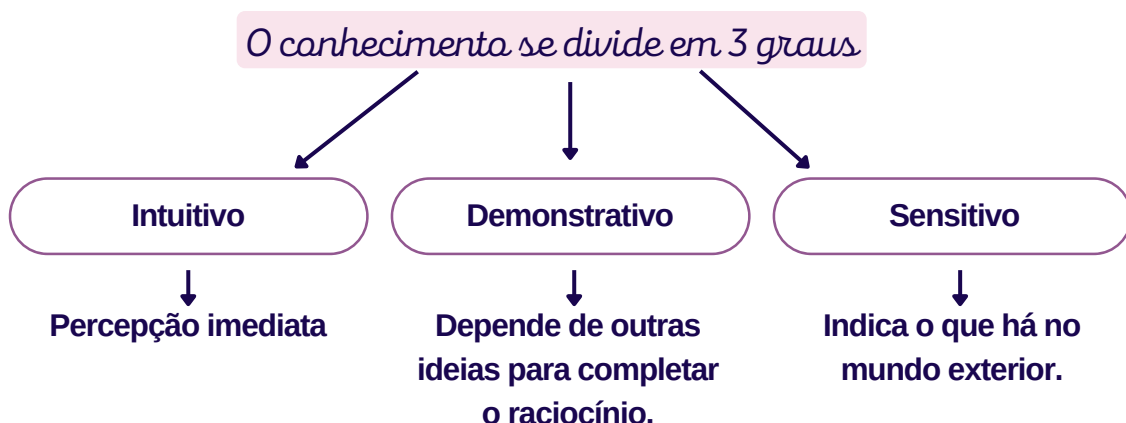 O conhecimento se divide em 3 graus
Intuitivo
Demonstrativo
Sensitivo
Percepção imediata
Depende de outras
ideias para completar
o raciocínio.
Indica o que há no
mundo exterior.